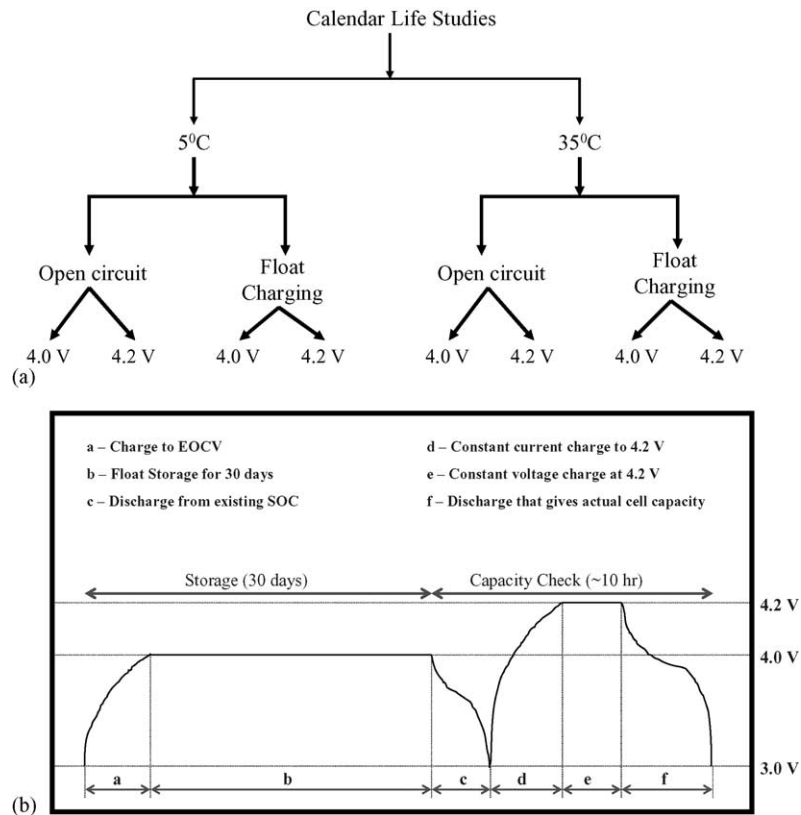 Calendar Life Studies
5⁰C
35⁰C
Open circuit
Float
Charging
Open circuit
Float
Charging
4.0 V
4.2 V
4.0 V
4.2 V
4.0 V
4.2 V
4.0 V
4.2 V
(a)
a – Charge to EOCV
b – Float Storage for 30 days
c – Discharge from existing SOC
d – Constant current charge to 4.2 V
e – Constant voltage charge at 4.2 V
f – Discharge that gives actual cell capacity
Storage (30 days)
Capacity Check (~10 hr)
4.2 V
4.0 V
3.0 V
a
b
c
d
e
f
(b)